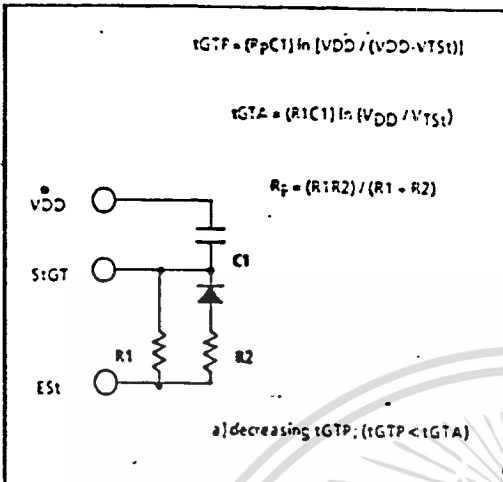 tGTP = (RpC1) ln [VDD / (VDD-VTSt)]
tGTA = (R1C1) ln (VDD / VTSt)
Rp = (R1R2) / (R1 + R2)
VDD
C1
StGT
R1
R2
ESt
a) decreasing tGTP; (tGTP < tGTA)